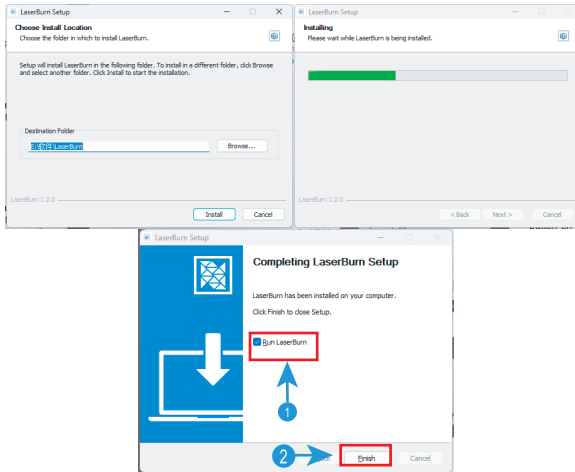 LaserBurn Setup
Choose Install Location
Choose the folder in which to install LaserBurn.
Setup will install LaserBurn in the following folder. To install in a different folder, click Browse
and select another folder. Click Install to start the installation.
Destination Folder
E:\软件\LaserBurn
Browse...
LaserBurn 1.2.0
Install
Cancel
LaserBurn Setup
Installing
Please wait while LaserBurn is being installed.
LaserBurn 1.2.0
< Back
Next >
Cancel
LaserBurn Setup
Completing LaserBurn Setup
LaserBurn has been installed on your computer.
Click Finish to close Setup.
Run LaserBurn
1
2
Finish
Cancel